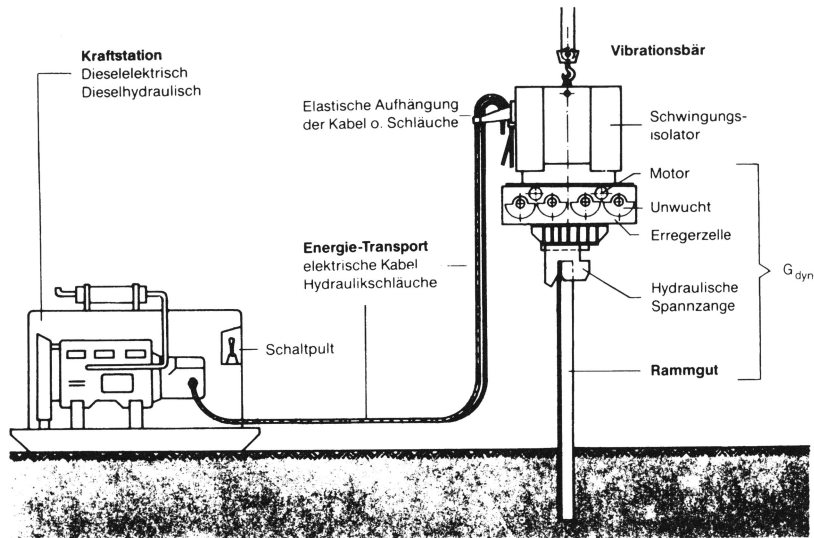 Kraftstation
Dieselelektrisch
Dieselhydraulisch
Vibrationsbär
Elastische Aufhängung
der Kabel o. Schläuche
Schwingungs-
isolator
Motor
Unwucht
Erregerzelle
Energie-Transport
elektrische Kabel
Hydraulikschläuche
Hydraulische
Spannzange
G dyn
Schaltpult
Rammgut